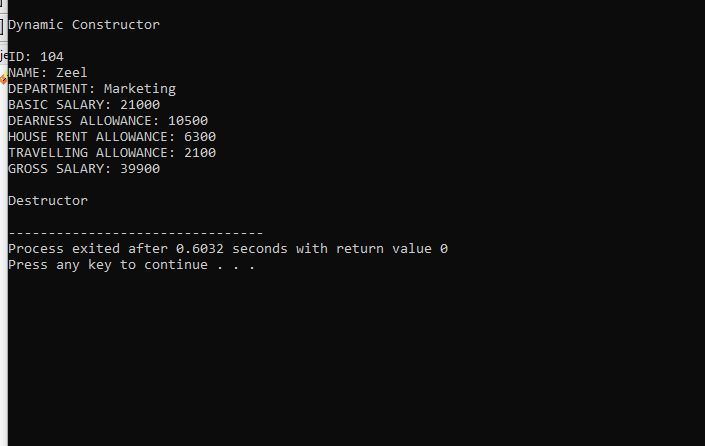 Dynamic Constructor
ID: 104
NAME: Zeel
DEPARTMENT: Marketing
BASIC SALARY: 21000
DEARNESS ALLOWANCE: 10500
HOUSE RENT ALLOWANCE: 6300
TRAVELLING ALLOWANCE: 2100
GROSS SALARY: 39900
Destructor
--------------------------------
Process exited after 0.6032 seconds with return value 0
Press any key to continue . . .